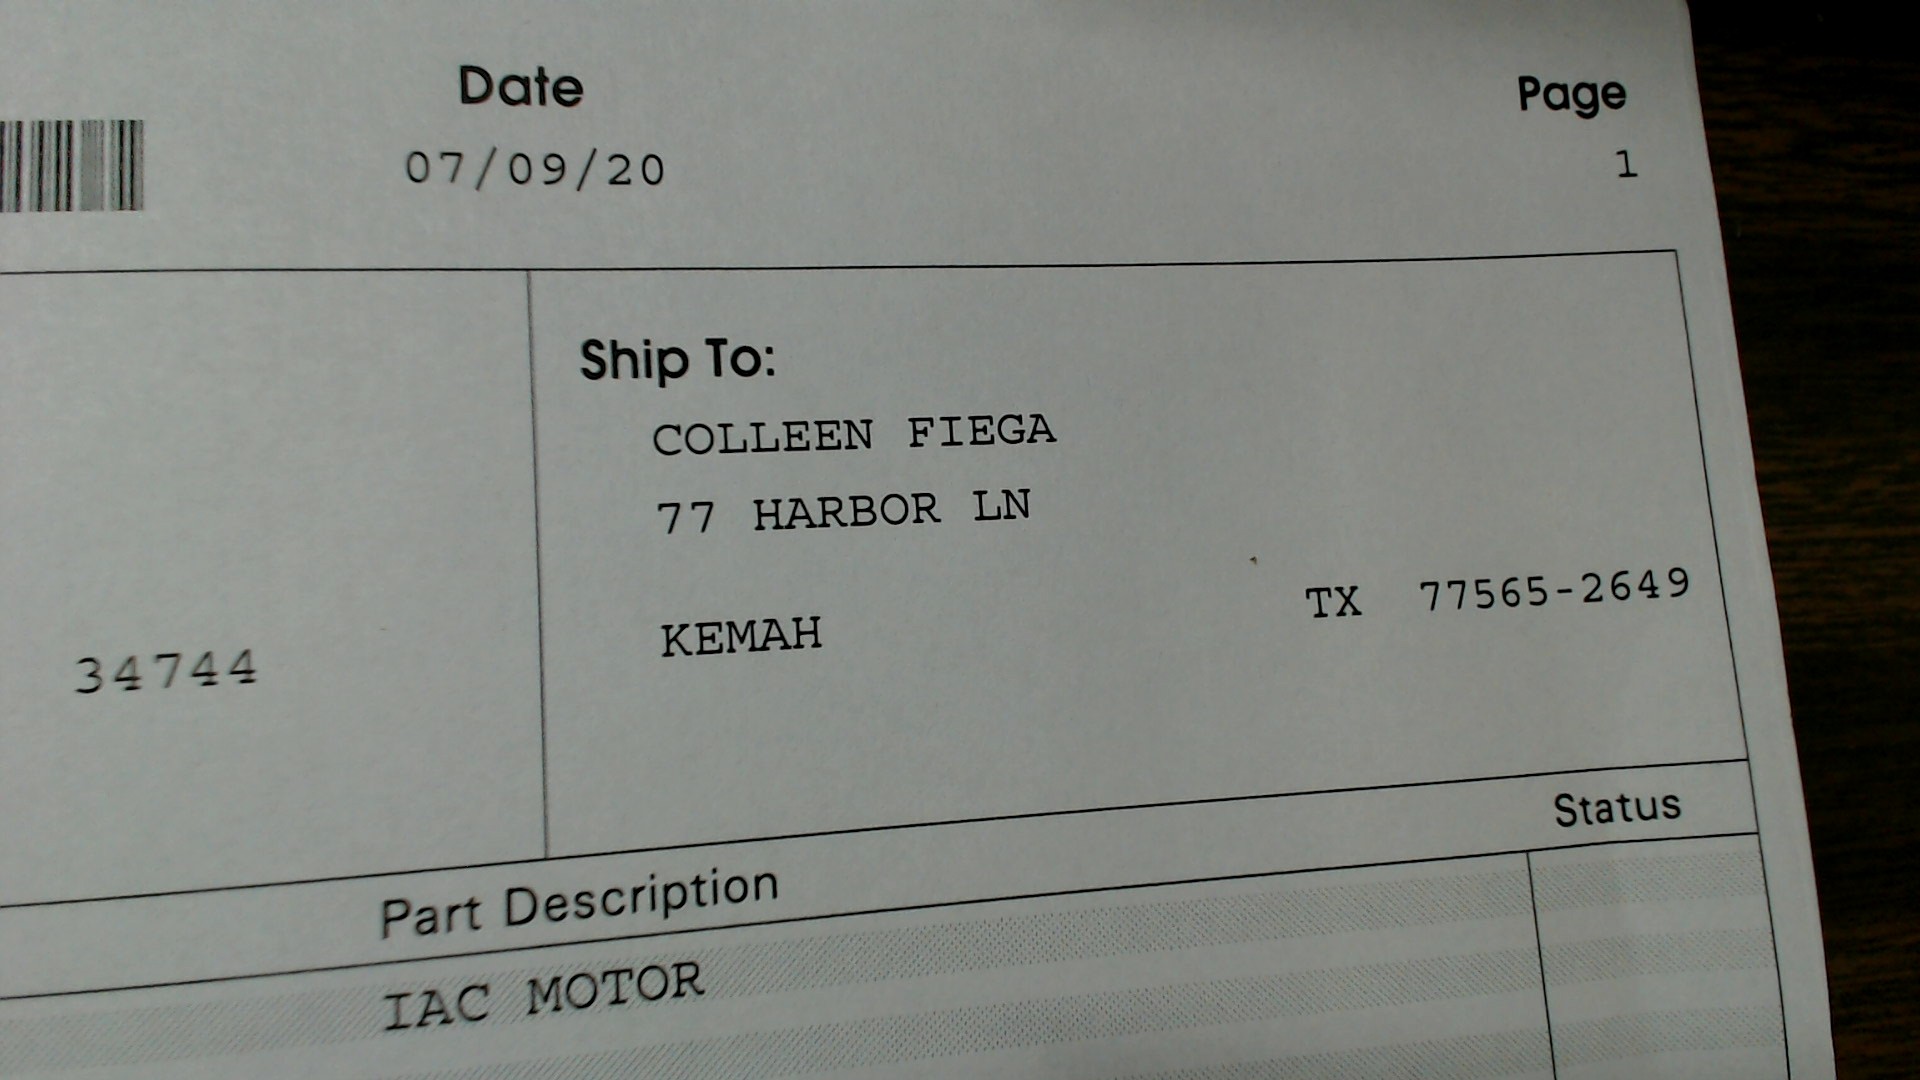 Date
Page
07/09/20
1
Ship To:
COLLEEN FIEGA
77 HARBOR LN
KEMAH TX 77565-2649
34744
Status
Part Description
IAC MOTOR